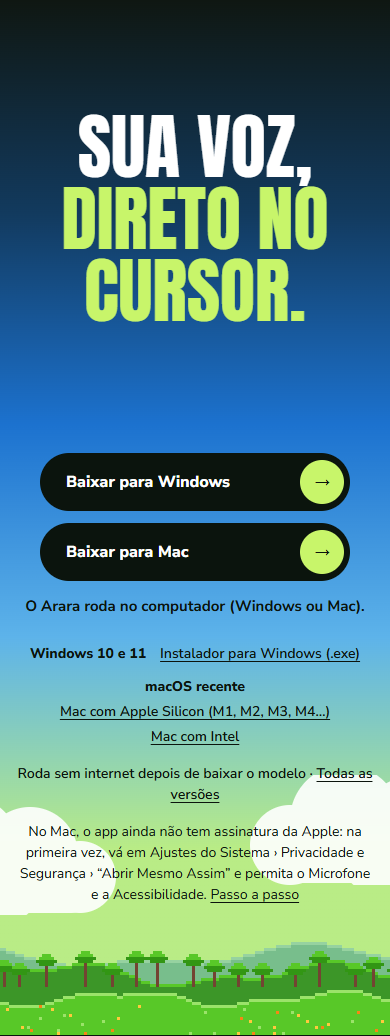 SUA VOZ,
DIRETO NO
CURSOR.
Baixar para Windows →
Baixar para Mac →
O Arara roda no computador (Windows ou Mac).
Windows 10 e 11 Instalador para Windows (.exe)
macOS recente
Mac com Apple Silicon (M1, M2, M3, M4...)
Mac com Intel
Roda sem internet depois de baixar o modelo · Todas as
versões
No Mac, o app ainda não tem assinatura da Apple: na
primeira vez, vá em Ajustes do Sistema › Privacidade e
Segurança › “Abrir Mesmo Assim” e permita o Microfone
e a Acessibilidade. Passo a passo